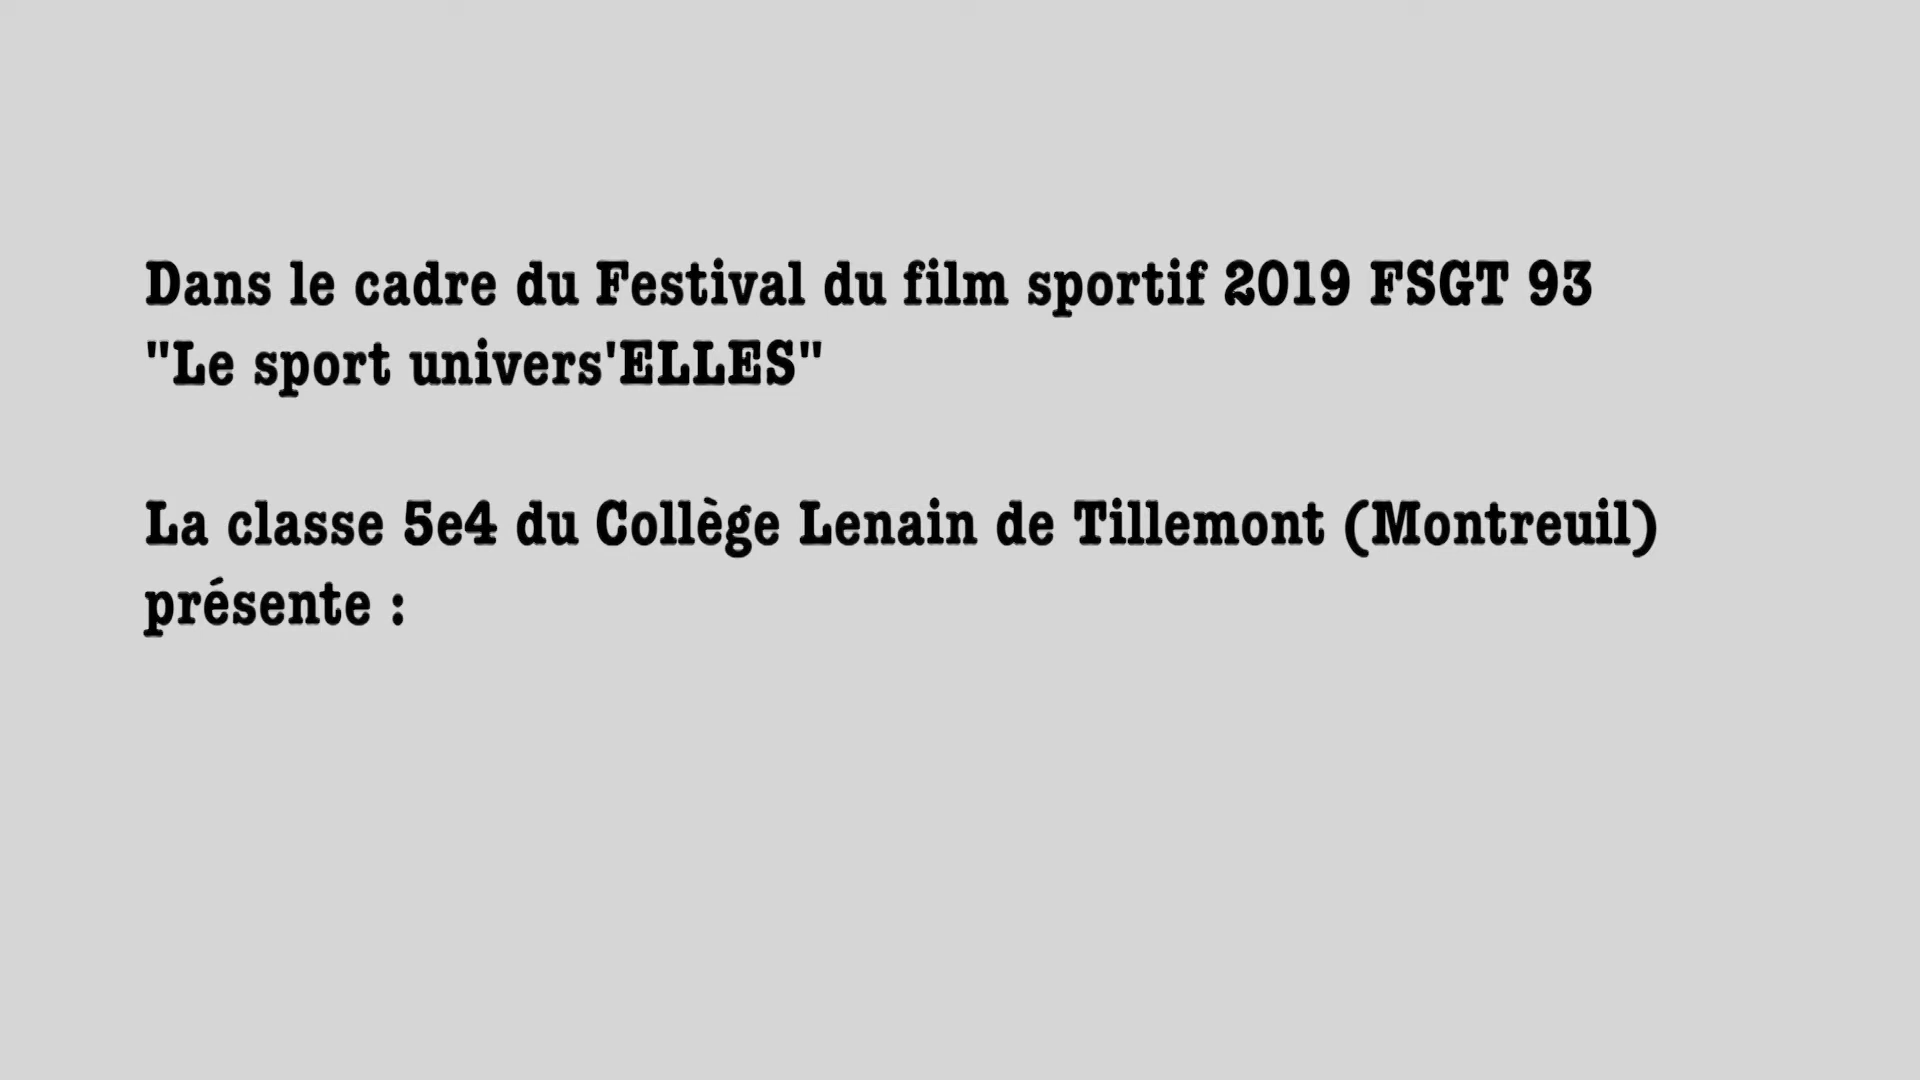 Dans le cadre du Festival du film sportif 2019 FSGT 93
"Le sport univers'ELLES"
La classe 5e4 du Collège Lenain de Tillemont (Montreuil)
présente :